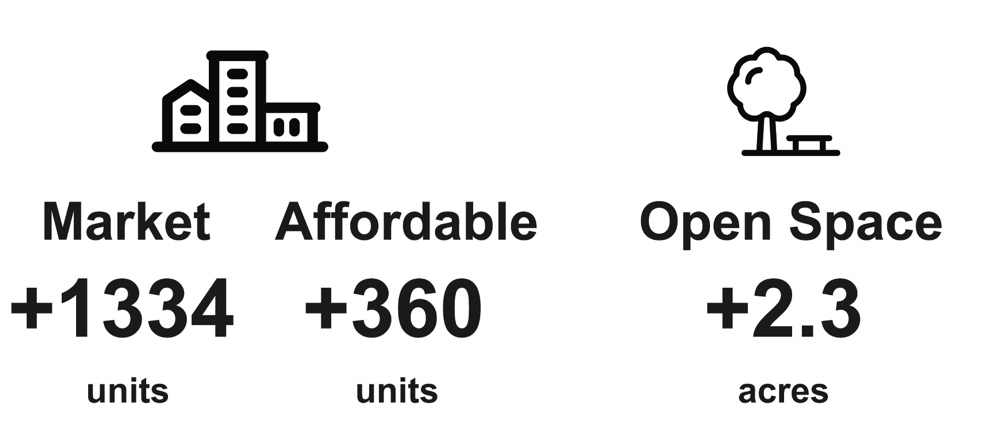 Market Affordable Open Space
+1334 +360 +2.3
units units acres